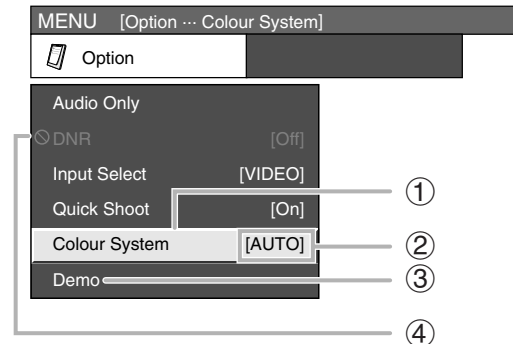 MENU [Option ··· Colour System]
Option
Audio Only
DNR [Off]
Input Select [VIDEO]
Quick Shoot [On]
①
Colour System [AUTO] ②
Demo ③
④